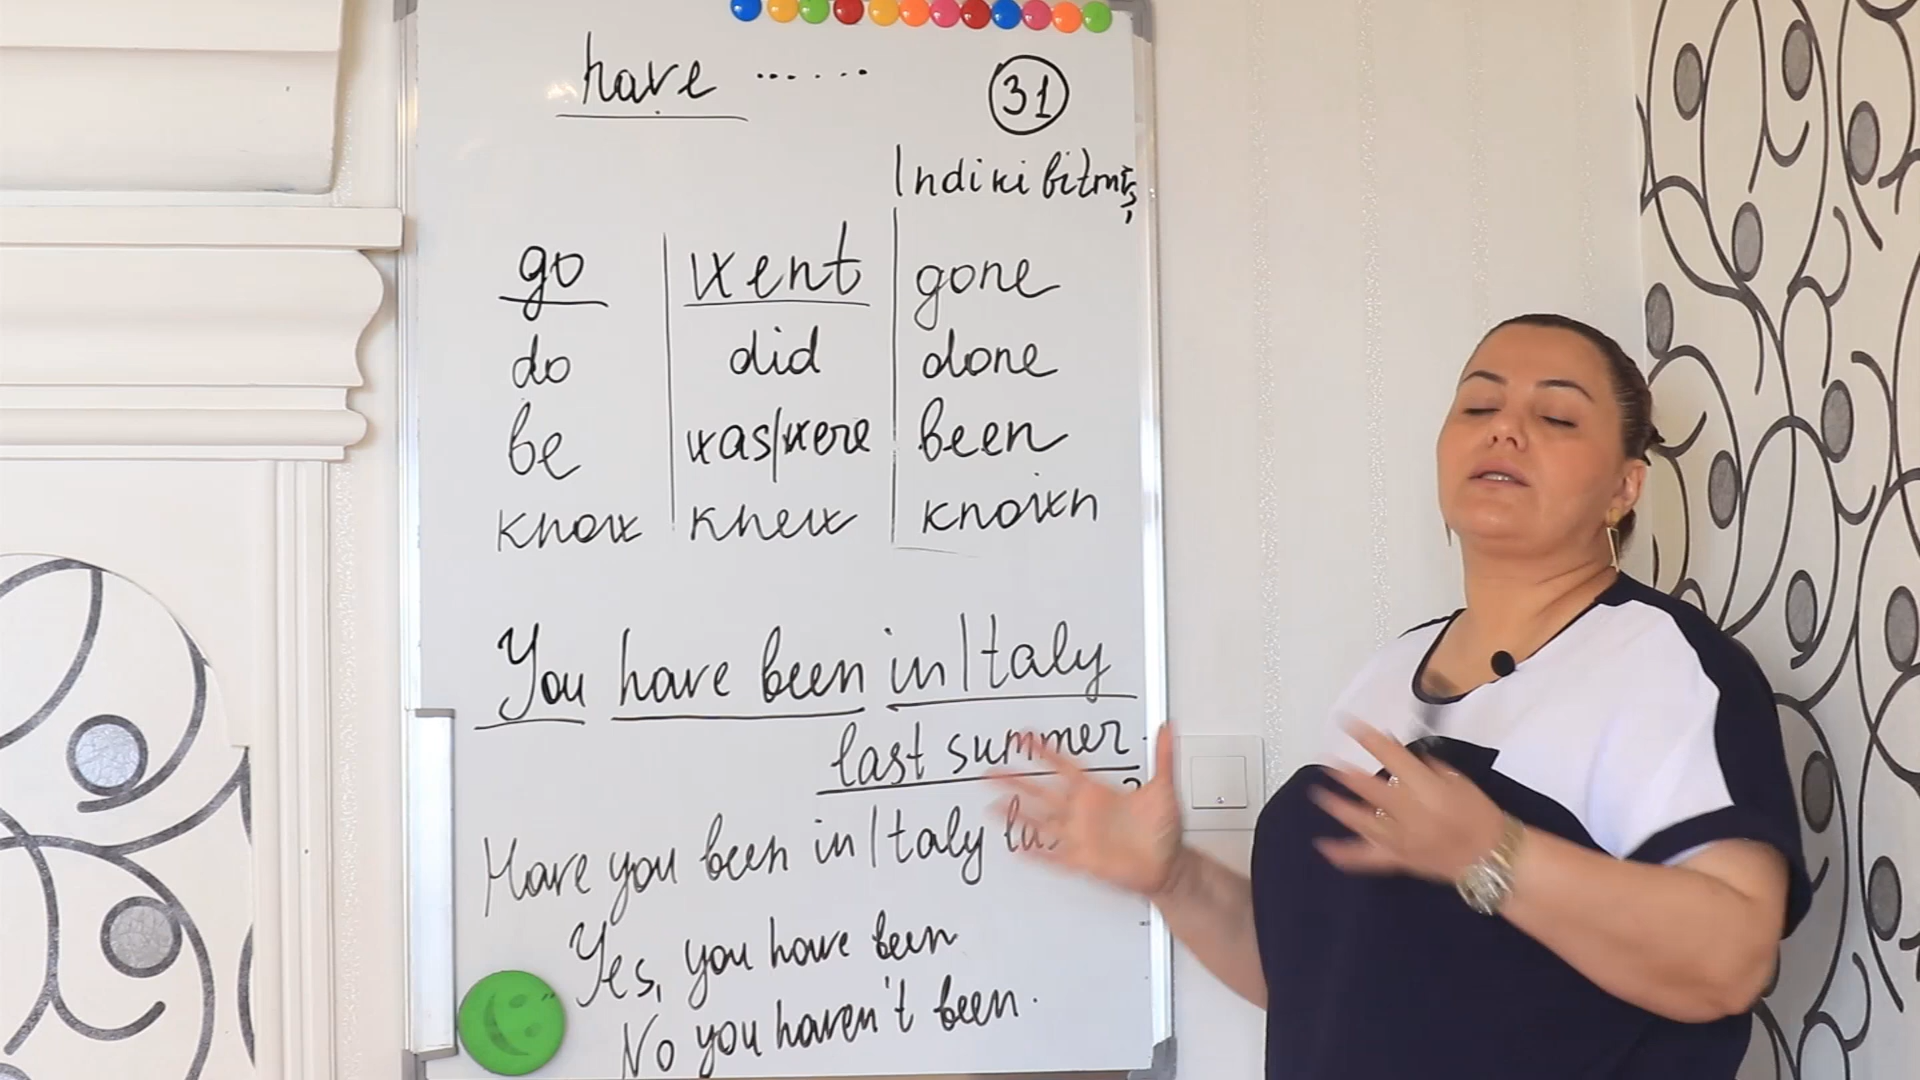 have ......
31
Indiki bitmiş
go went gone
do did done
be was/were been
know knew known
You have been in Italy
last summer.
Have you been in Italy ?
Yes, you have been
No you haven't been.